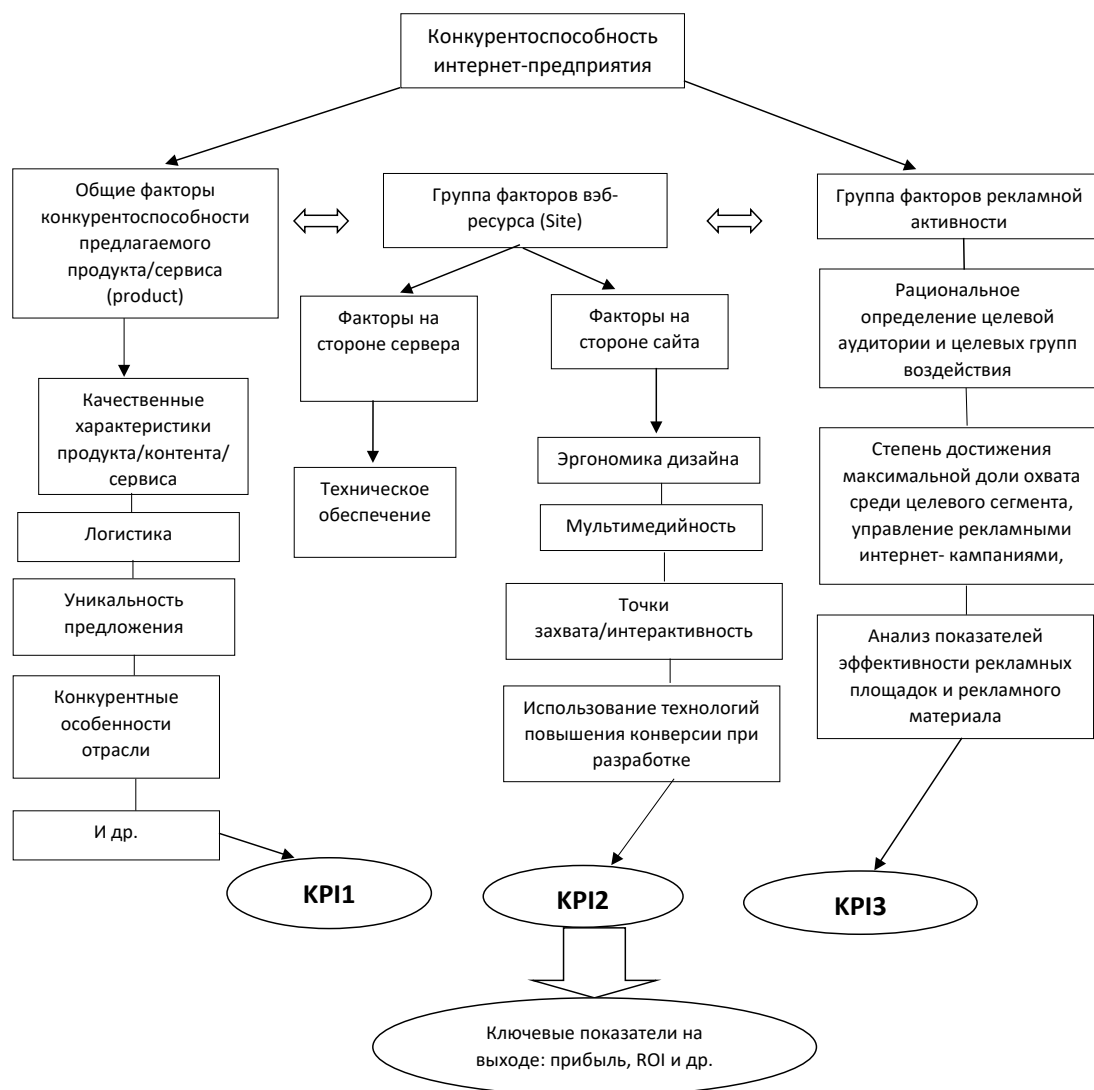 Конкурентоспособность
интернет-предприятия
Общие факторы
конкурентоспособности
предлагаемого
продукта/сервиса
(product)
Группа факторов вэб-
ресурса (Site)
Группа факторов рекламной
активности
Факторы на
стороне сервера
Факторы на
стороне сайта
Рациональное
определение целевой
аудитории и целевых групп
воздействия
Качественные
характеристики
продукта/контента/
сервиса
Техническое
обеспечение
Эргономика дизайна
Степень достижения
максимальной доли охвата
среди целевого сегмента,
управление рекламными
интернет- кампаниями,
Логистика
Мультимедийность
Уникальность
предложения
Точки
захвата/интерактивность
Анализ показателей
эффективности рекламных
площадок и рекламного
материала
Конкурентные
особенности
отрасли
Использование технологий
повышения конверсии при
разработке
И др.
KPI1
KPI2
KPI3
Ключевые показатели на
выходе: прибыль, ROI и др.